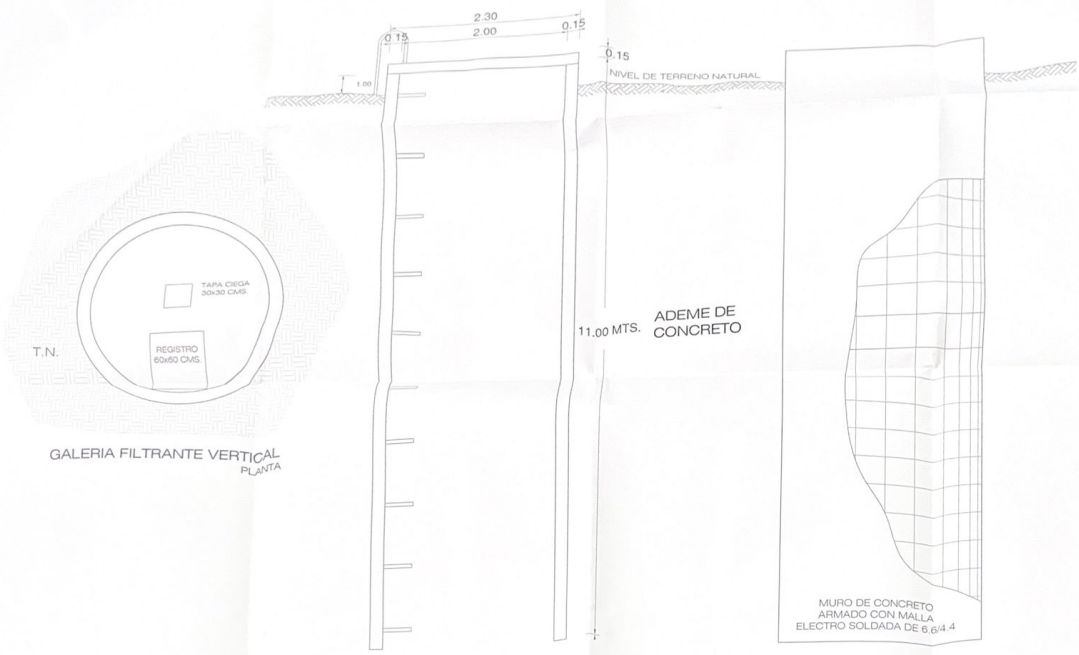 2.30
0.15
2.00
0.15
0.15
1.00
NIVEL DE TERRENO NATURAL
TAPA CIEGA
30x30 CMS.
REGISTRO
60x60 CMS.
T.N.
GALERIA FILTRANTE VERTICAL
PLANTA
11.00 MTS.
ADEME DE
CONCRETO
MURO DE CONCRETO
ARMADO CON MALLA
ELECTRO SOLDADA DE 6.6/4.4